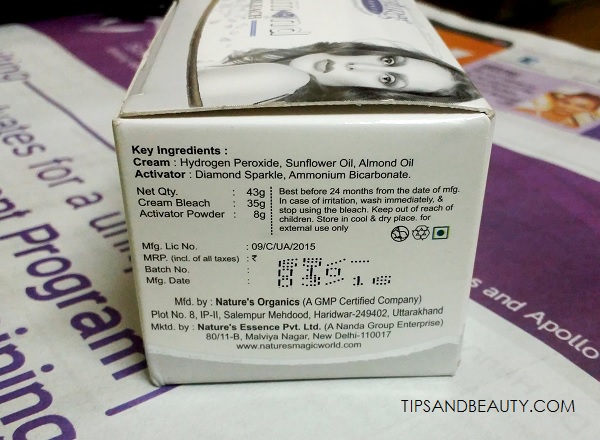 Key Ingredients :
Cream : Hydrogen Peroxide, Sunflower Oil, Almond Oil
Activator : Diamond Sparkle, Ammonium Bicarbonate.
Net Qty. : 43g
Cream Bleach : 35g
Activator Powder : 8g
Best before 24 months from the date of mfg.
In case of irritation, wash immediately, &
stop using the bleach. Keep out of reach of
children. Store in cool & dry place. for
external use only
Mfg. Lic No. : 09/C/UA/2015
MRP. (incl. of all taxes) : ₹
Batch No. :
Mfg. Date :
Mfd. by : Nature's Organics (A GMP Certified Company)
Plot No. 8, IP-II, Salempur Mehdood, Haridwar-249402, Uttarakhand
Mktd. by : Nature's Essence Pvt. Ltd. (A Nanda Group Enterprise)
80/11-B, Malviya Nagar, New Delhi-110017
www.naturesmagicworld.com
for a
Program
s and Apollo
TIPSANDBEAUTY.COM